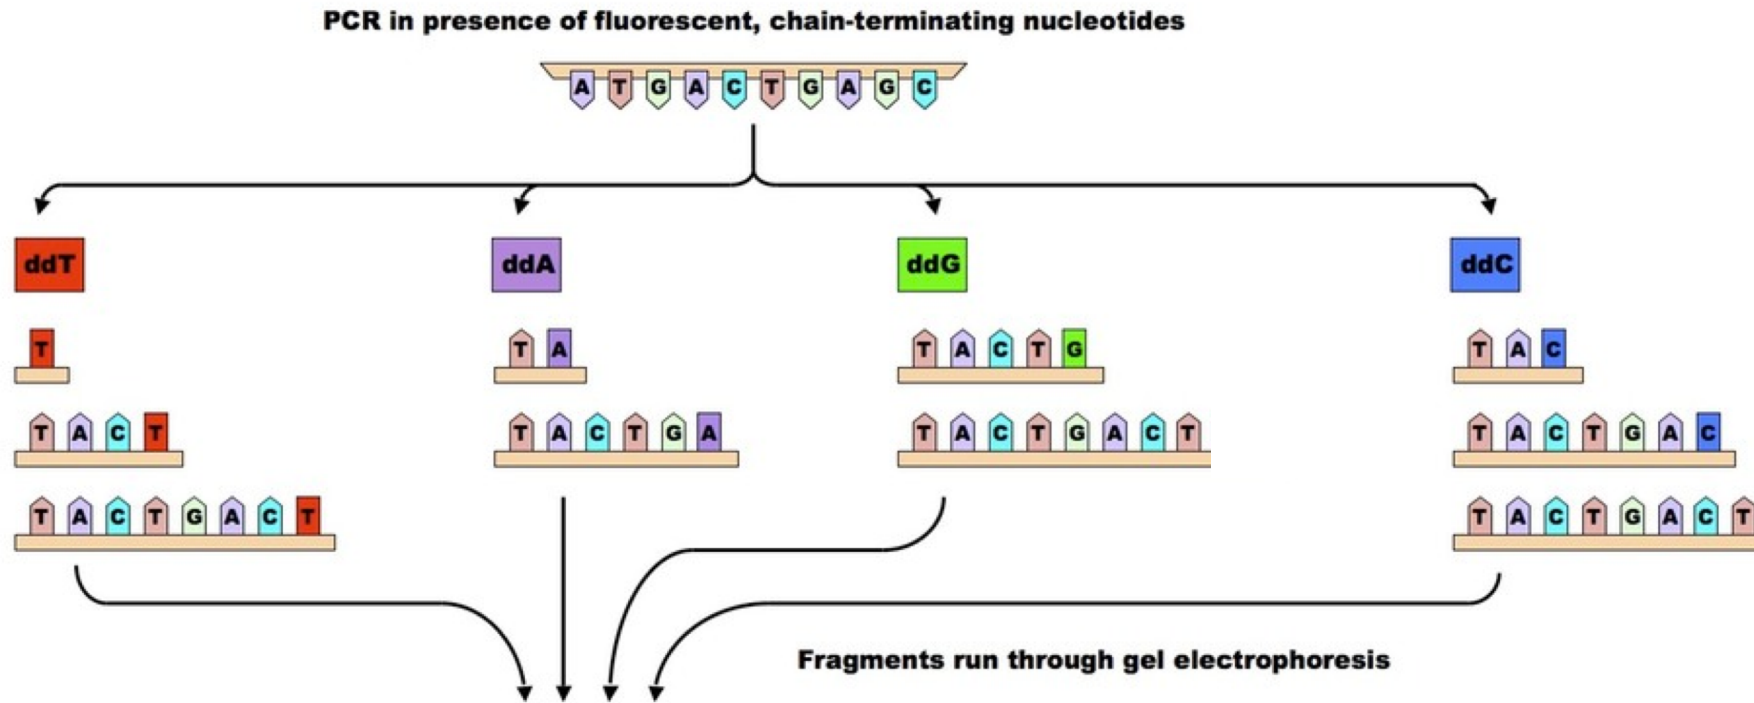 PCR in presence of fluorescent, chain-terminating nucleotides
A T G A C T G A G C
ddT ddA ddG ddC
T
T A
T A C T G
T A C
T A C T
T A C T G A
T A C T G A C T
T A C T G A C
T A C T G A C T
T A C T G A C T
Fragments run through gel electrophoresis